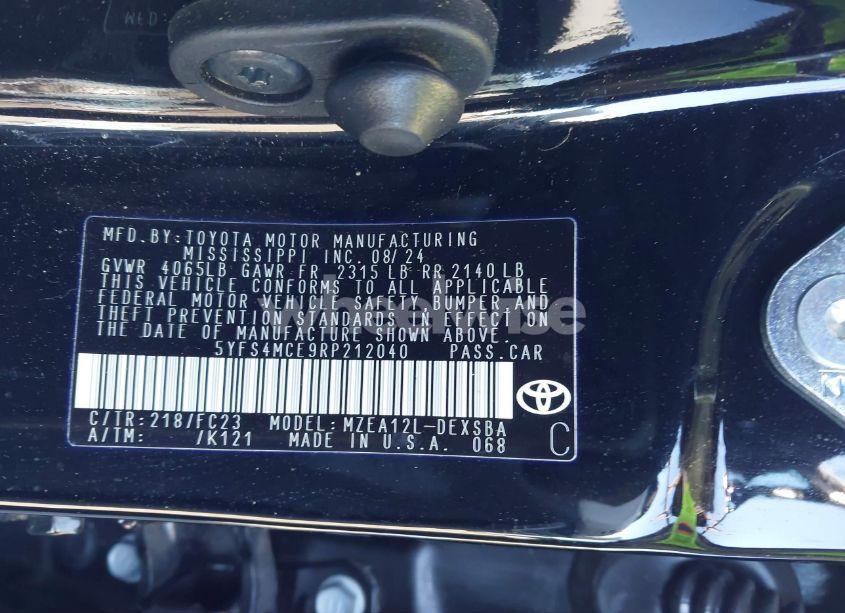 MFD.BY:TOYOTA MOTOR MANUFACTURING
MISSISSIPPI INC. 08/24
GVWR 4065LB GAWR FR 2315 LB RR 2140 LB
THIS VEHICLE CONFORMS TO ALL APPLICABLE
FEDERAL MOTOR VEHICLE SAFETY BUMPER AND
THEFT PREVENTION STANDARDS IN EFFECT ON
THE DATE OF MANUFACTURE SHOWN ABOVE.
5YFS4MCE9RP212040 PASS.CAR
C/TR:218/FC23 MODEL:MZEA12L-DEXSBA
A/TM: /K121 MADE IN U.S.A. 068 C